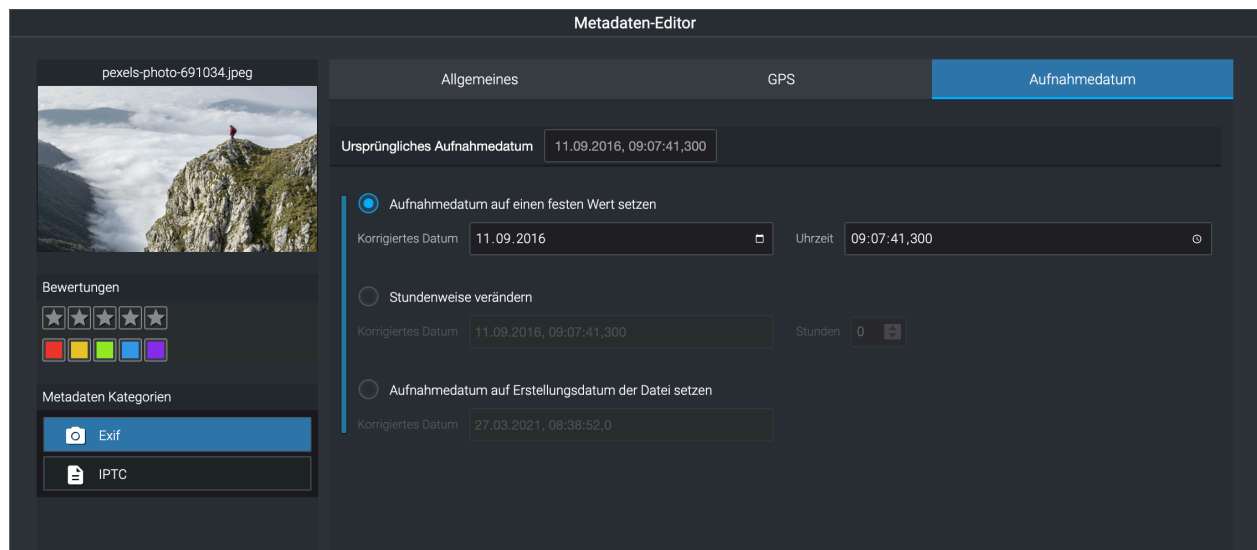 Metadaten-Editor
pexels-photo-691034.jpeg
Allgemeines
GPS
Aufnahmedatum
Ursprüngliches Aufnahmedatum 11.09.2016, 09:07:41,300
Aufnahmedatum auf einen festen Wert setzen
Korrigiertes Datum 11.09.2016 Uhrzeit 09:07:41,300
Stundenweise verändern
Korrigiertes Datum 11.09.2016, 09:07:41,300 Stunden 0
Aufnahmedatum auf Erstellungsdatum der Datei setzen
Korrigiertes Datum 27.03.2021, 08:38:52,0
Bewertungen
Metadaten Kategorien
Exif
IPTC